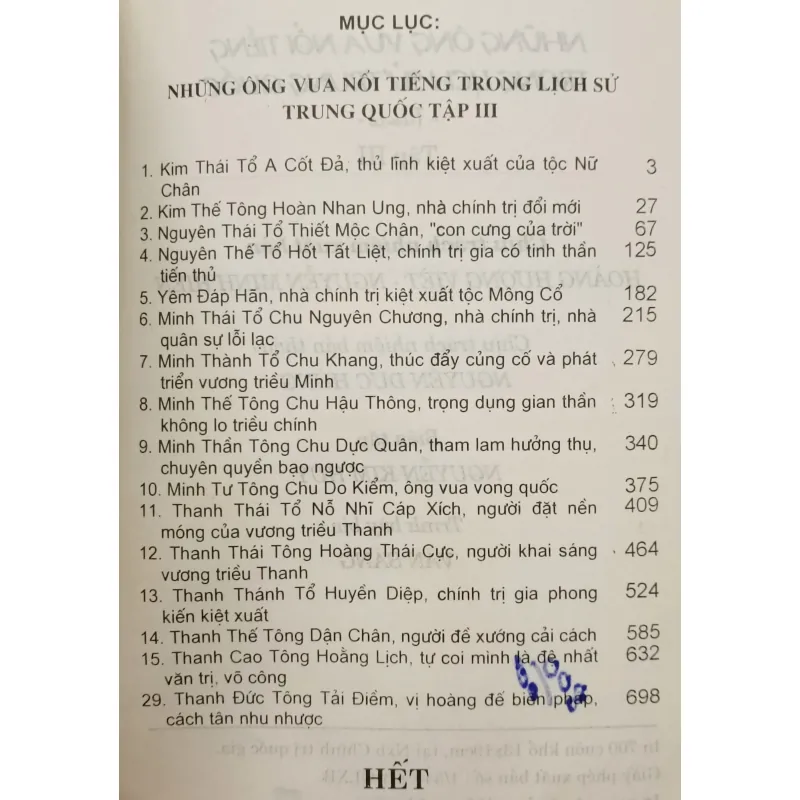 MỤC LỤC:
NHỮNG ÔNG VUA NỔI TIẾNG TRONG LỊCH SỬ
TRUNG QUỐC TẬP III
1. Kim Thái Tổ A Cốt Đả, thủ lĩnh kiệt xuất của tộc Nữ 3
Chân
2. Kim Thế Tông Hoàn Nhan Ung, nhà chính trị đổi mới 27
3. Nguyên Thái Tổ Thiết Mộc Chân, "con cưng của trời" 67
4. Nguyên Thế Tổ Hốt Tất Liệt, chính trị gia có tinh thần 125
tiến thủ
5. Yêm Đáp Hãn, nhà chính trị kiệt xuất tộc Mông Cổ 182
6. Minh Thái Tổ Chu Nguyên Chương, nhà chính trị, nhà 215
quân sự lỗi lạc
7. Minh Thành Tổ Chu Khang, thúc đẩy củng cố và phát 279
triển vương triều Minh
8. Minh Thế Tông Chu Hậu Thông, trọng dụng gian thần 319
không lo triều chính
9. Minh Thần Tông Chu Dực Quân, tham lam hưởng thụ, 340
chuyên quyền bạo ngược
10. Minh Tư Tông Chu Do Kiểm, ông vua vong quốc 375
11. Thanh Thái Tổ Nỗ Nhĩ Cáp Xích, người đặt nền 409
móng của vương triều Thanh
12. Thanh Thái Tông Hoàng Thái Cực, người khai sáng 464
vương triều Thanh
13. Thanh Thánh Tổ Huyền Diệp, chính trị gia phong 524
kiến kiệt xuất
14. Thanh Thế Tông Dận Chân, người đề xướng cải cách 585
15. Thanh Cao Tông Hoằng Lịch, tự coi mình là đệ nhất 632
văn trị, võ công
29. Thanh Đức Tông Tải Điềm, vị hoàng đế biến pháp, 698
cách tân nhu nhược
HẾT